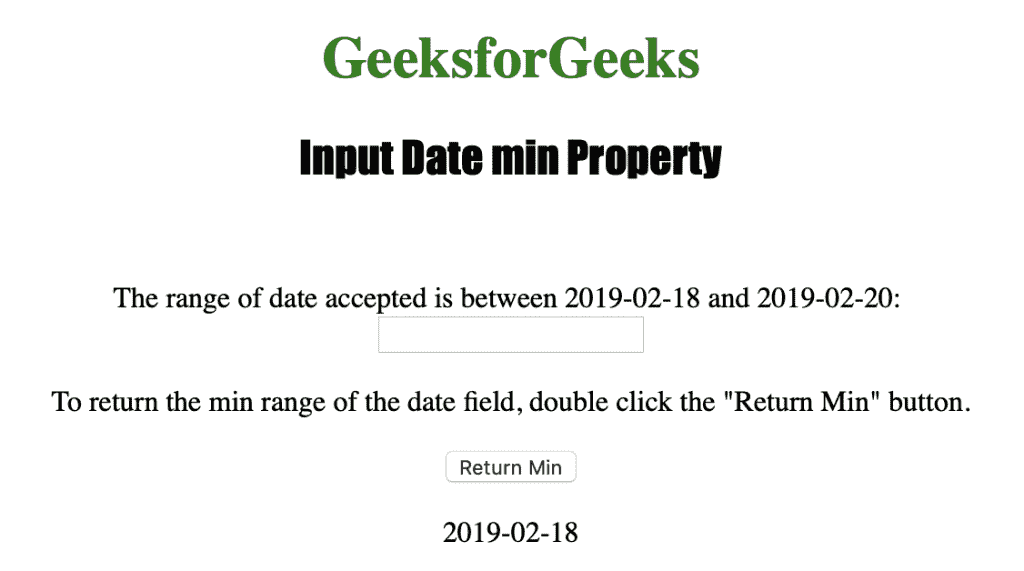 GeeksforGeeks
Input Date min Property
The range of date accepted is between 2019-02-18 and 2019-02-20:
To return the min range of the date field, double click the "Return Min" button.
Return Min
2019-02-18